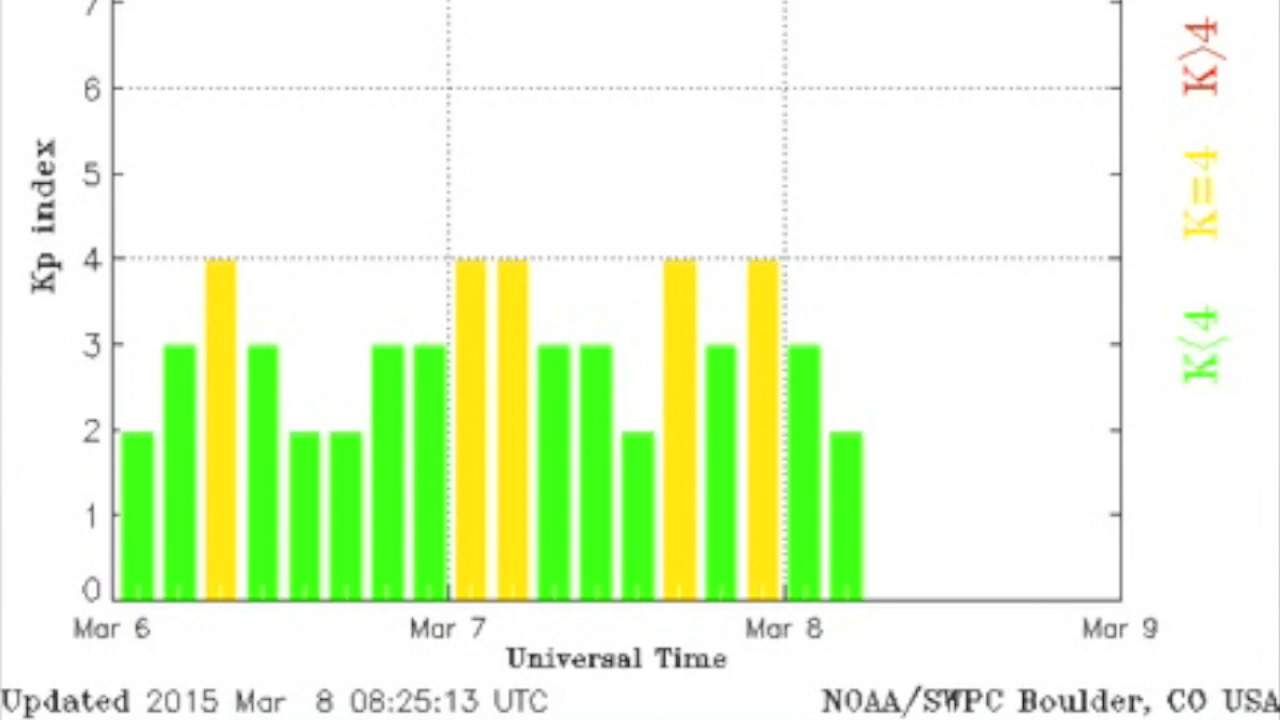 7
6
5
4
3
2
1
0
Kp index
Mar 6 Mar 7 Mar 8 Mar 9
Universal Time
Updated 2015 Mar 8 08:25:13 UTC
NOAA/SWPC Boulder, CO USA
K<4 K=4 K>4